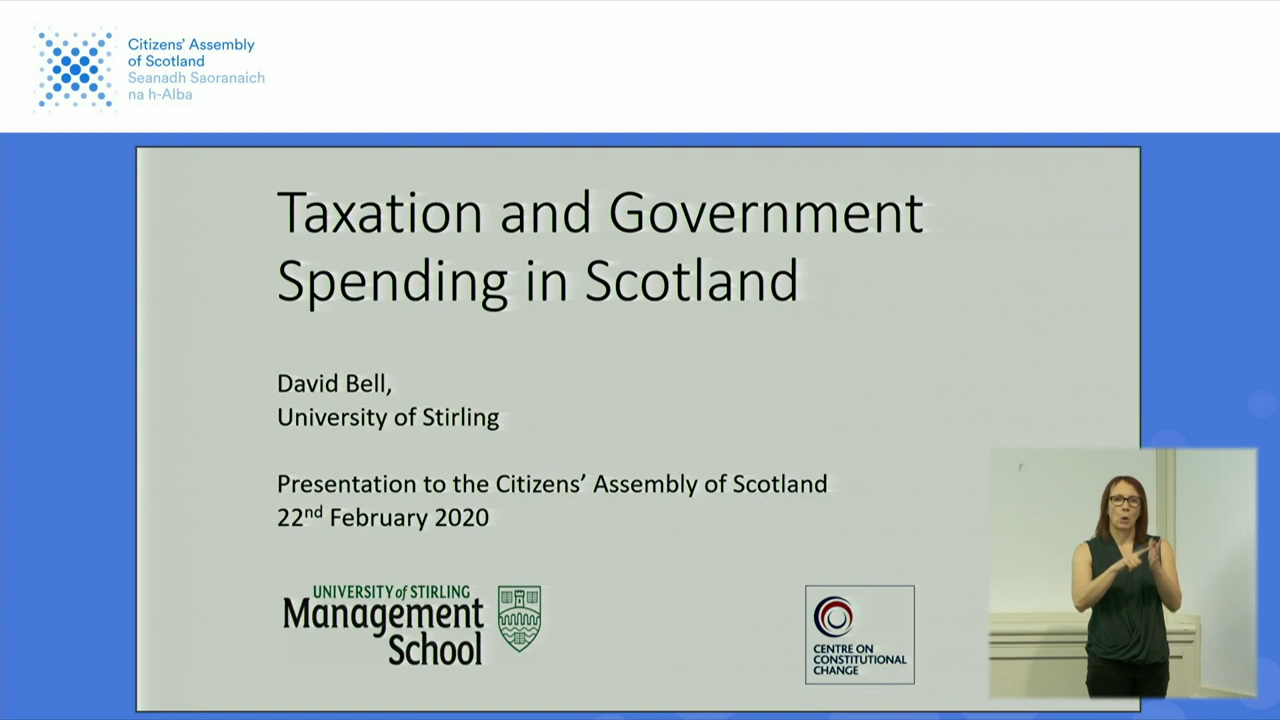 Citizens’ Assembly
of Scotland
Seanadh Saoranaich
na h-Alba
Taxation and Government
Spending in Scotland
David Bell,
University of Stirling
Presentation to the Citizens’ Assembly of Scotland
22nd February 2020
UNIVERSITY of STIRLING
Management
School
CENTRE ON
CONSTITUTIONAL
CHANGE